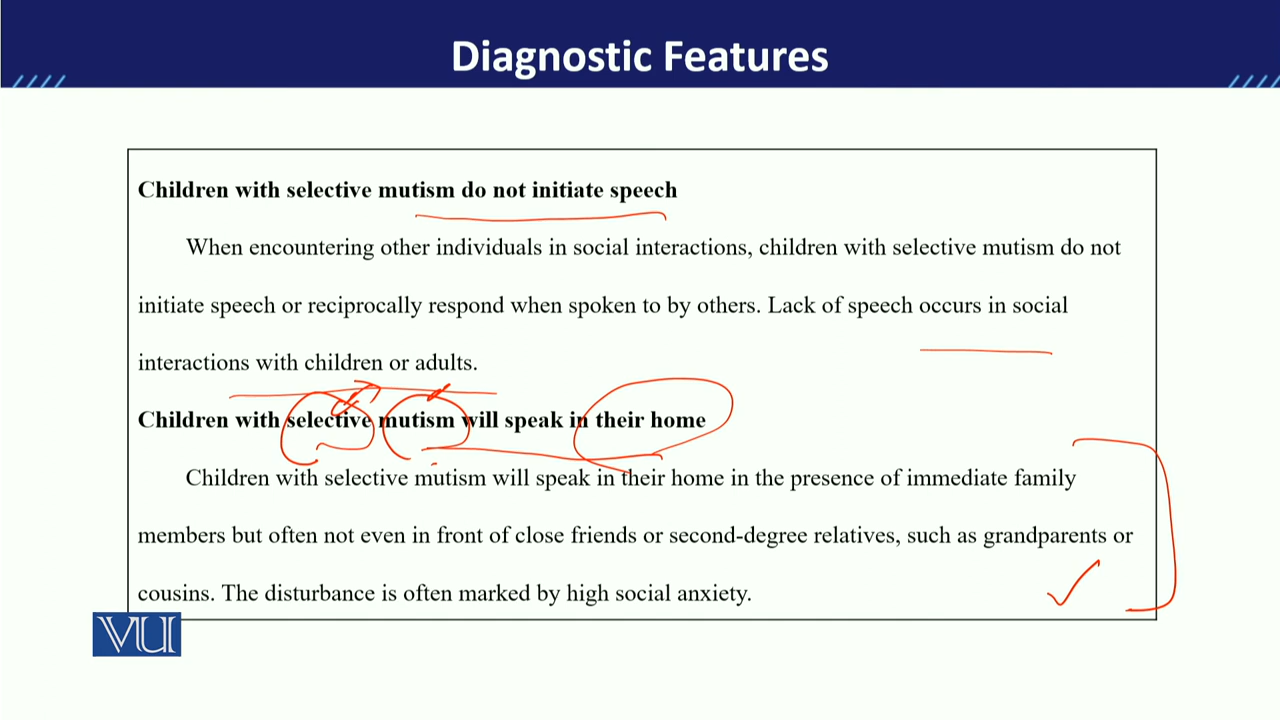 Diagnostic Features
Children with selective mutism do not initiate speech
When encountering other individuals in social interactions, children with selective mutism do not
initiate speech or reciprocally respond when spoken to by others. Lack of speech occurs in social
interactions with children or adults.
Children with selective mutism will speak in their home
Children with selective mutism will speak in their home in the presence of immediate family
members but often not even in front of close friends or second-degree relatives, such as grandparents or
cousins. The disturbance is often marked by high social anxiety.
VU